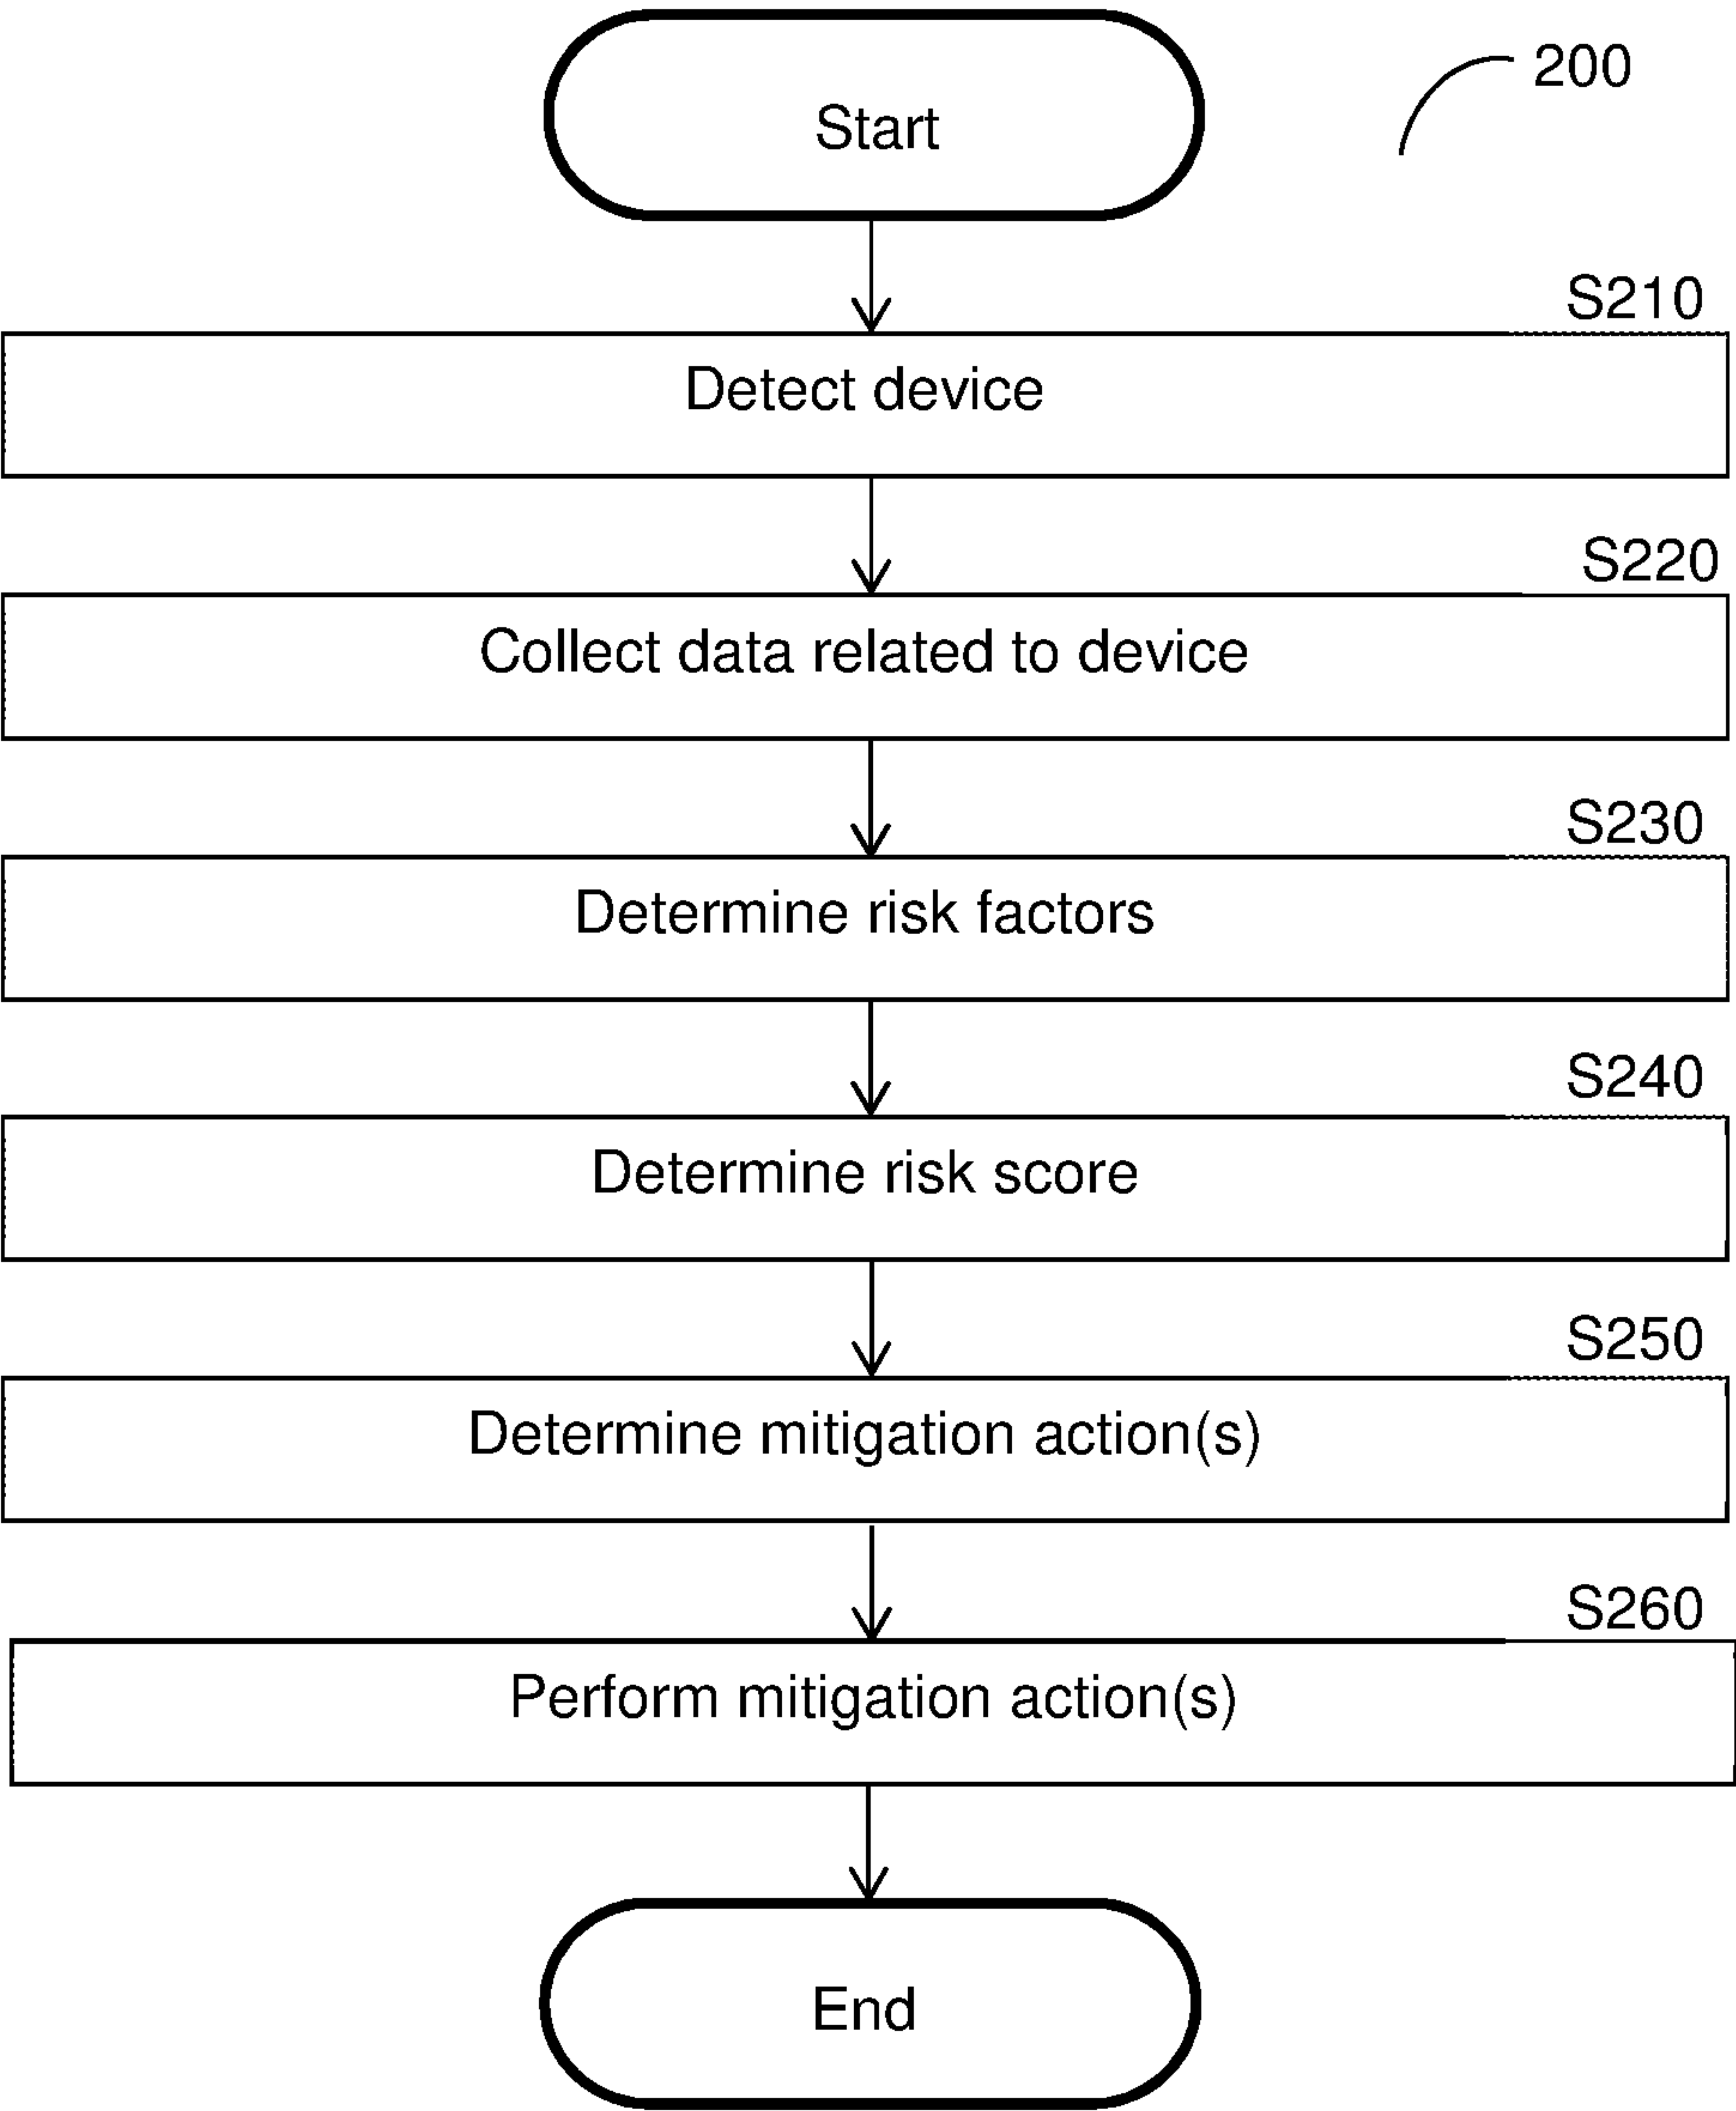 Start
200
S210
Detect device
S220
Collect data related to device
S230
Determine risk factors
S240
Determine risk score
S250
Determine mitigation action(s)
S260
Perform mitigation action(s)
End